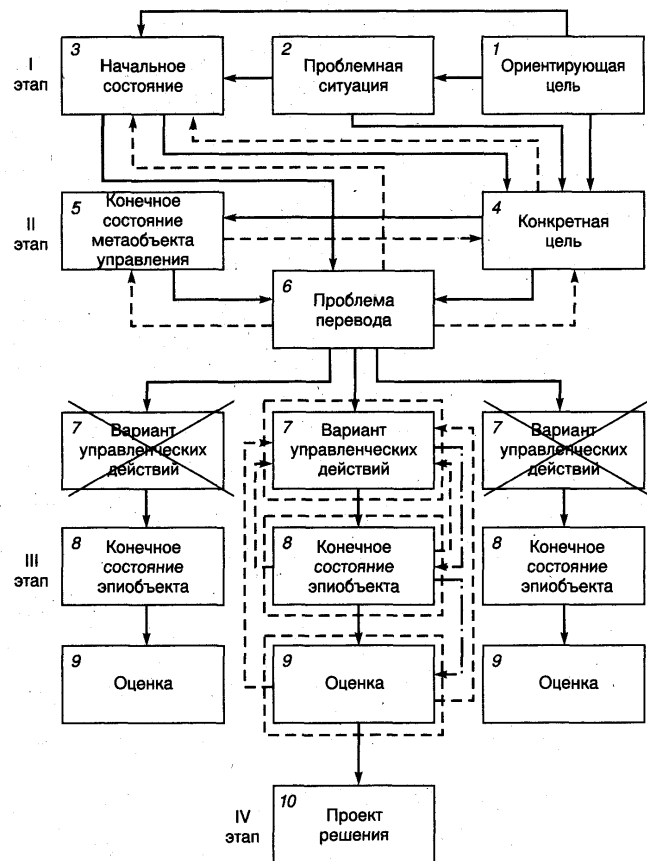 I
этап
3
Начальное
состояние
2
Проблемная
ситуация
1
Ориентирующая
цель
II
этап
5
Конечное
состояние
метаобъекта
управления
4
Конкретная
цель
6
Проблема
перевода
7
Вариант
управленческих
действий
7
Вариант
управленческих
действий
7
Вариант
управленческих
действий
III
этап
8
Конечное
состояние
эпиобъекта
8
Конечное
состояние
эпиобъекта
8
Конечное
состояние
эпиобъекта
9
Оценка
9
Оценка
9
Оценка
IV
этап
10
Проект
решения